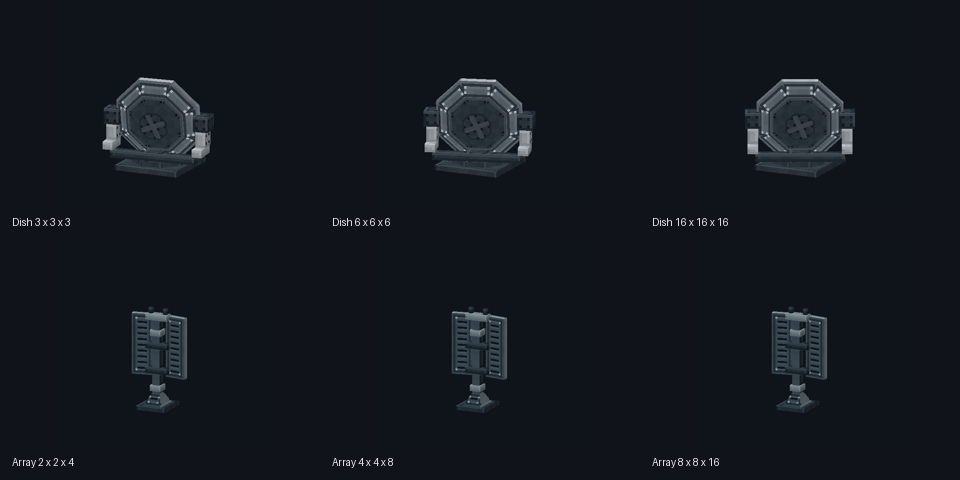 Dish 3 x 3 x 3
Dish 6 x 6 x 6
Dish 16 x 16 x 16
Array 2 x 2 x 4
Array 4 x 4 x 8
Array 8 x 8 x 16